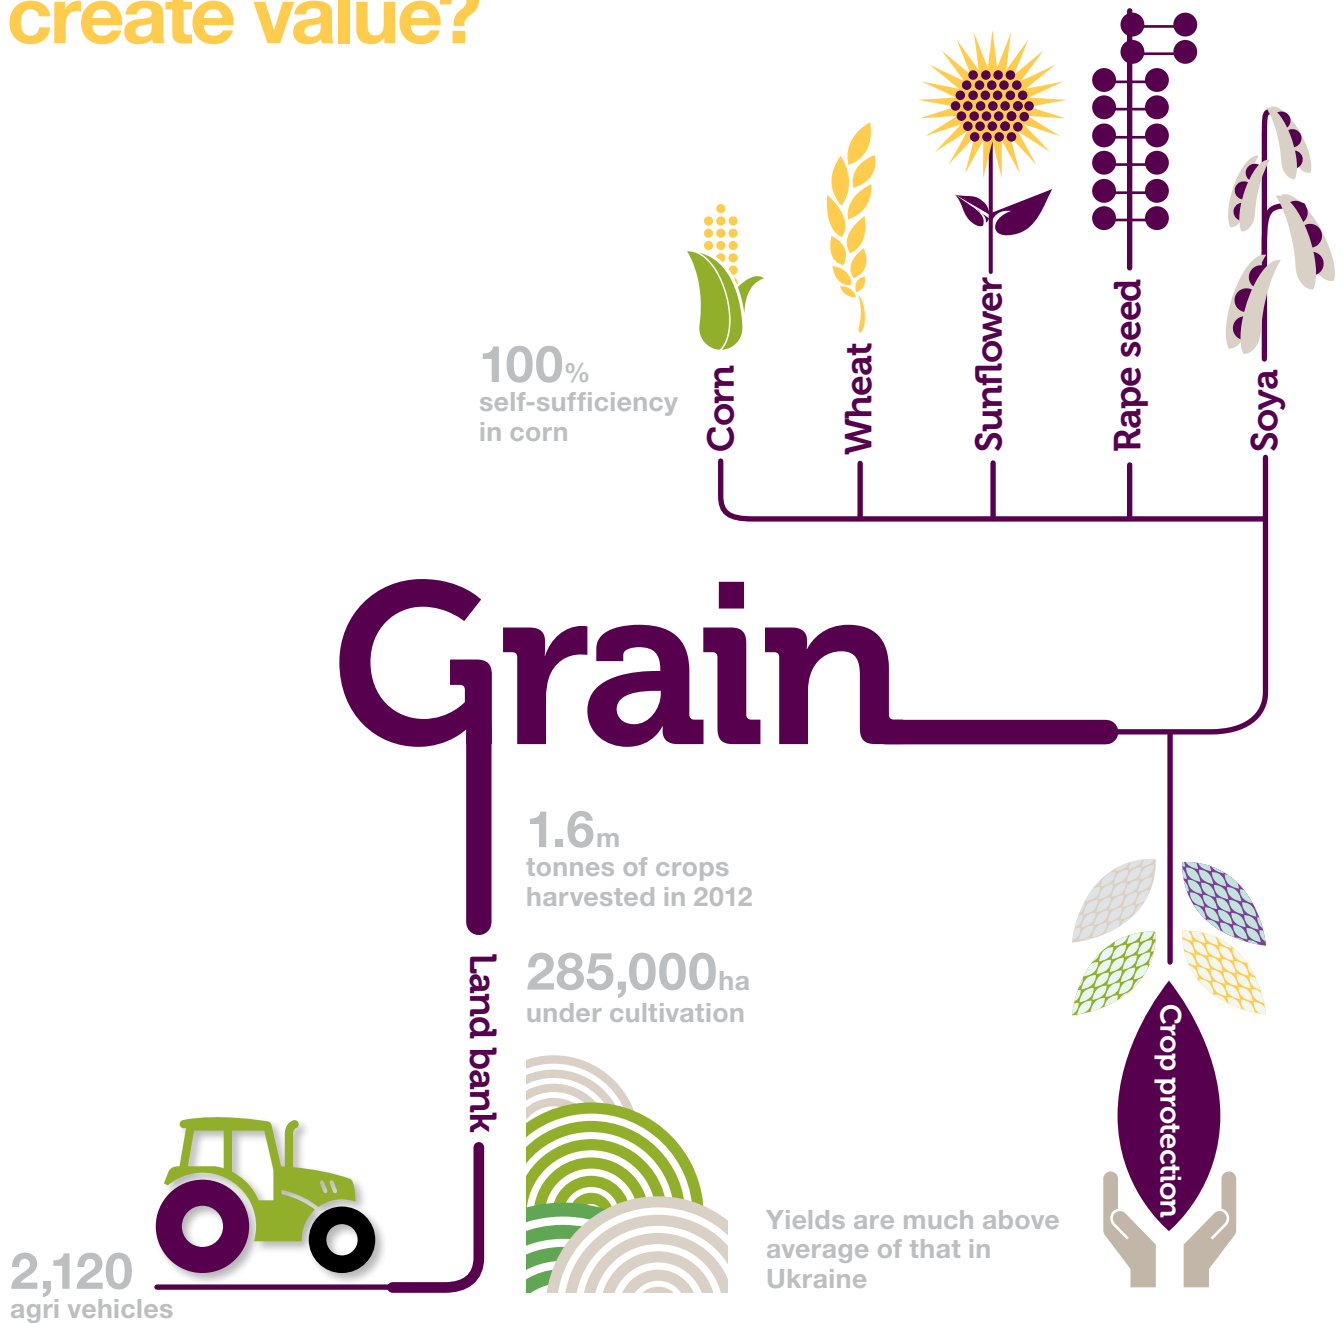 create value?
100%
self-sufficiency
in corn
Corn
Wheat
Sunflower
Rape seed
Soya
Grain
1.6m
tonnes of crops
harvested in 2012
285,000ha
under cultivation
Land bank
Crop protection
Yields are much above
average of that in
Ukraine
2,120
agri vehicles